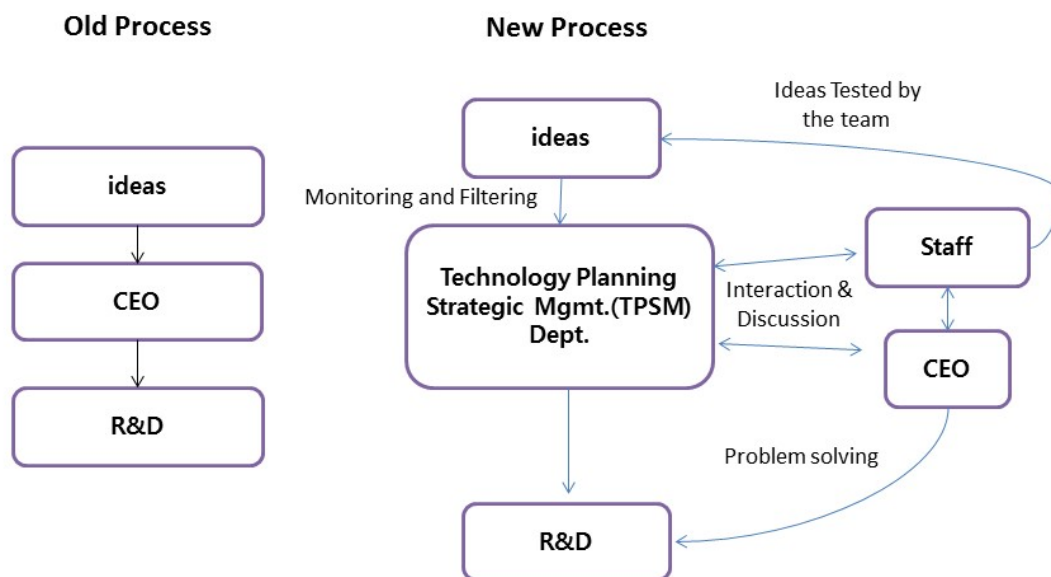 Old Process
ideas
CEO
R&D
New Process
Ideas Tested by
the team
ideas
Monitoring and Filtering
Technology Planning
Strategic Mgmt.(TPSM)
Dept.
Staff
Interaction &
Discussion
CEO
Problem solving
R&D